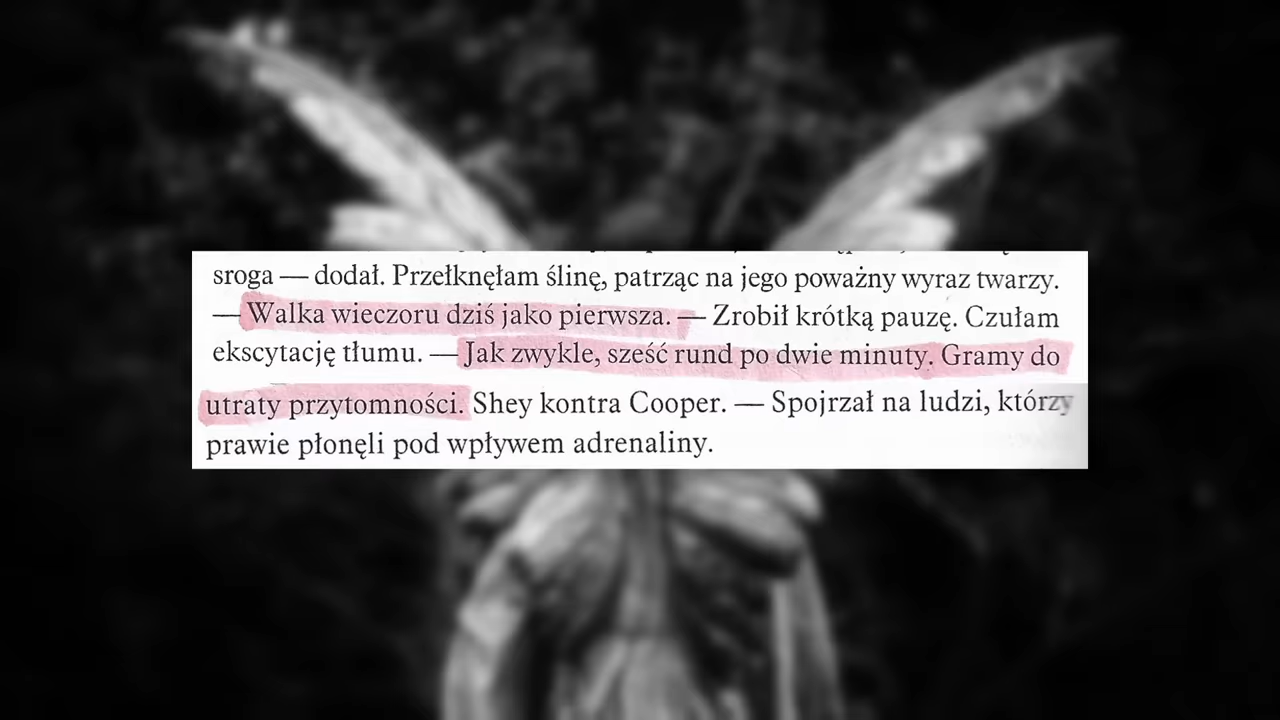 sroga — dodał. Przełknęłam ślinę, patrząc na jego poważny wyraz twarzy.
— Walka wieczoru dziś jako pierwsza. — Zrobił krótką pauzę. Czułam
ekscytację tłumu. — Jak zwykle, sześć rund po dwie minuty. Gramy do
utraty przytomności. Shey kontra Cooper. — Spojrzał na ludzi, którzy
prawie płonęli pod wpływem adrenaliny.